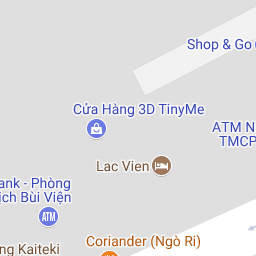 Shop & Go
Cửa Hàng 3D TinyMe
ATM N
TMCP
Lac Vien
ank - Phòng
ịch Bùi Viện
ATM
Coriander (Ngò Rí)
ng Kaiteki